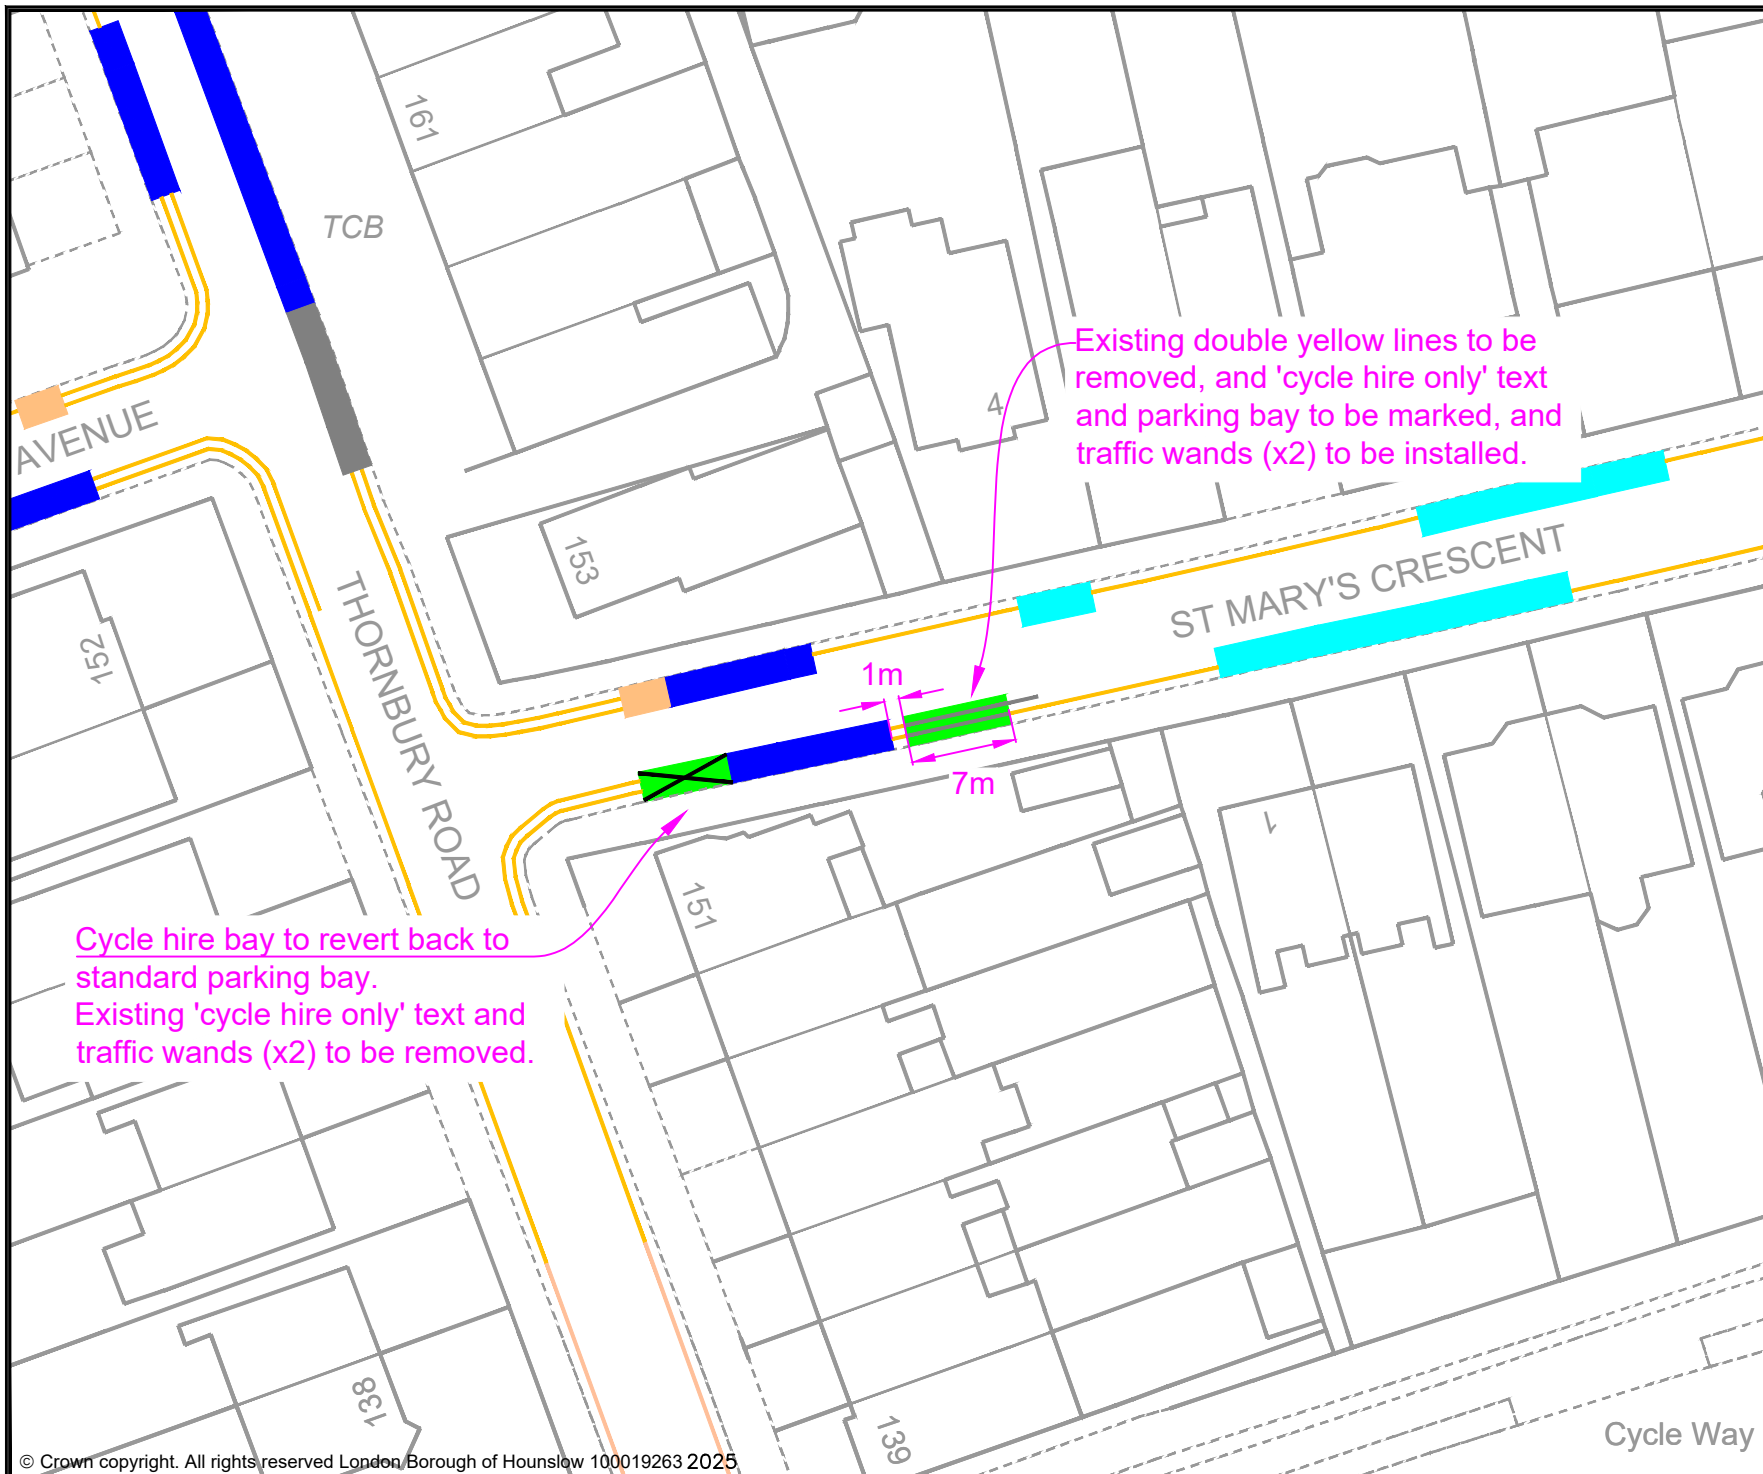 161
TCB
Existing double yellow lines to be
removed, and 'cycle hire only' text
and parking bay to be marked, and
traffic wands (x2) to be installed.
4
AVENUE
153
ST MARY'S CRESCENT
152
THORNBURY ROAD
1m
7m
1
151
Cycle hire bay to revert back to
standard parking bay.
Existing 'cycle hire only' text and
traffic wands (x2) to be removed.
138
139
Cycle Way
© Crown copyright. All rights reserved London Borough of Hounslow 100019263 2025